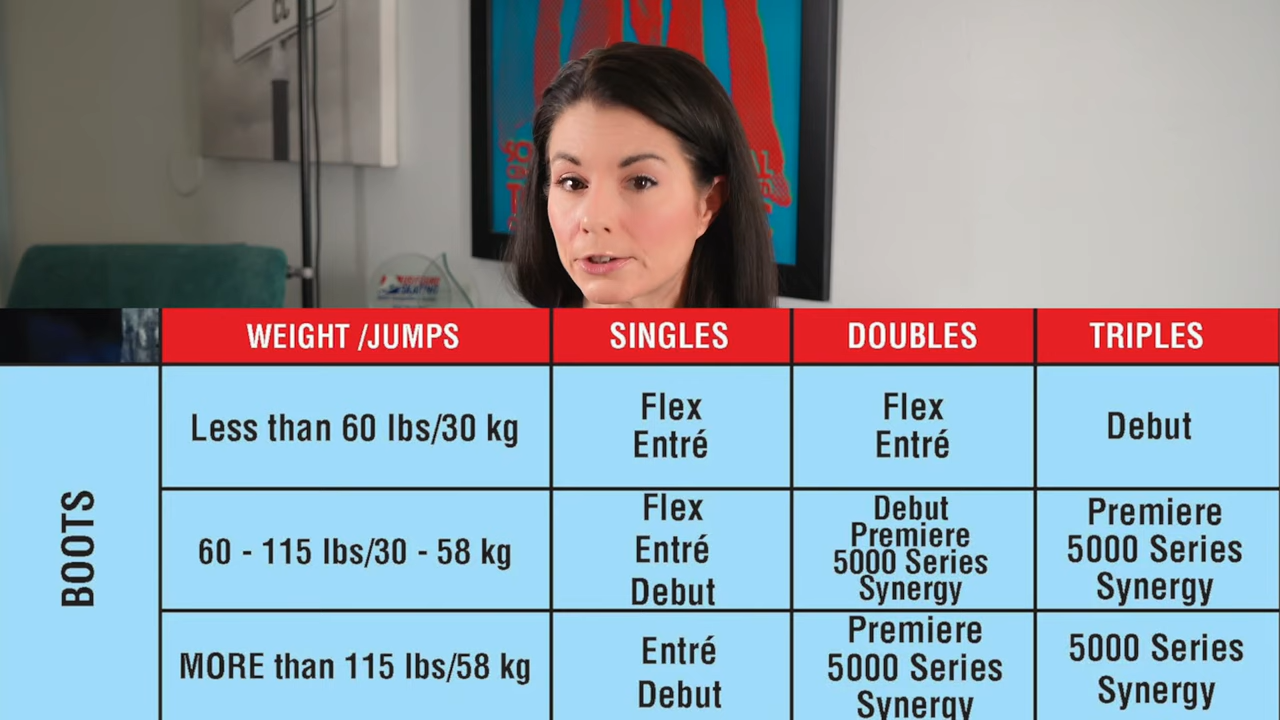 WEIGHT /JUMPS
SINGLES
DOUBLES
TRIPLES
BOOTS
Less than 60 lbs/30 kg
Flex
Entré
Flex
Entré
Debut
60 - 115 lbs/30 - 58 kg
Flex
Entré
Debut
Debut
Premiere
5000 Series
Synergy
Premiere
5000 Series
Synergy
MORE than 115 lbs/58 kg
Entré
Debut
Premiere
5000 Series
Synergy
5000 Series
Synergy